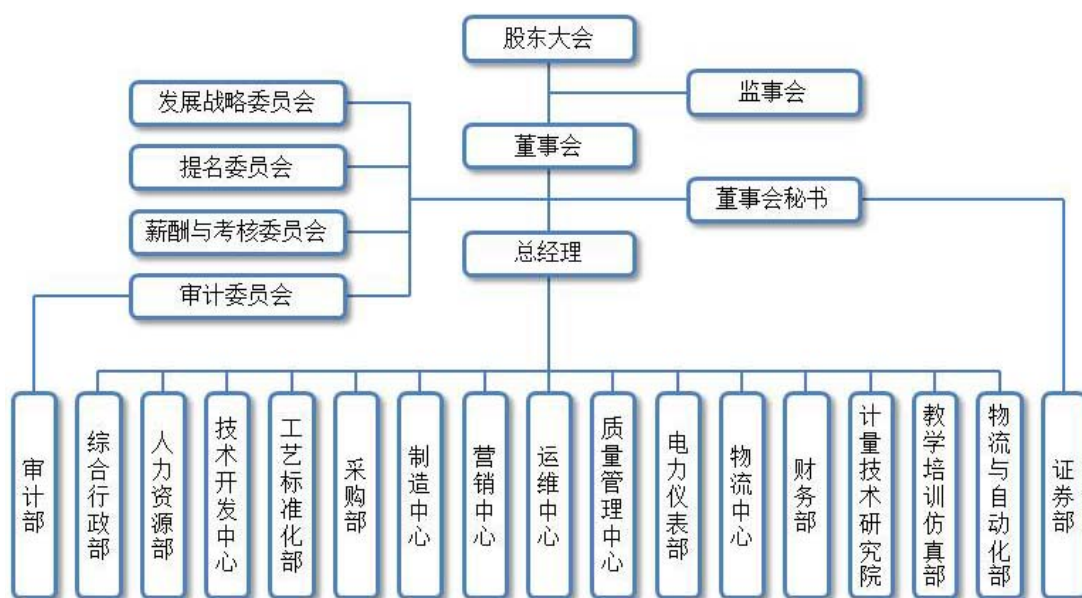 股东大会
监事会
发展战略委员会
董事会
提名委员会
董事会秘书
薪酬与考核委员会
总经理
审计委员会
审计部
综合行政部
人力资源部
技术开发中心
工艺标准化部
采购部
制造中心
营销中心
运维中心
质量管理中心
电力仪表部
物流中心
财务部
计量技术研究院
教学培训仿真部
物流与自动化部
证券部